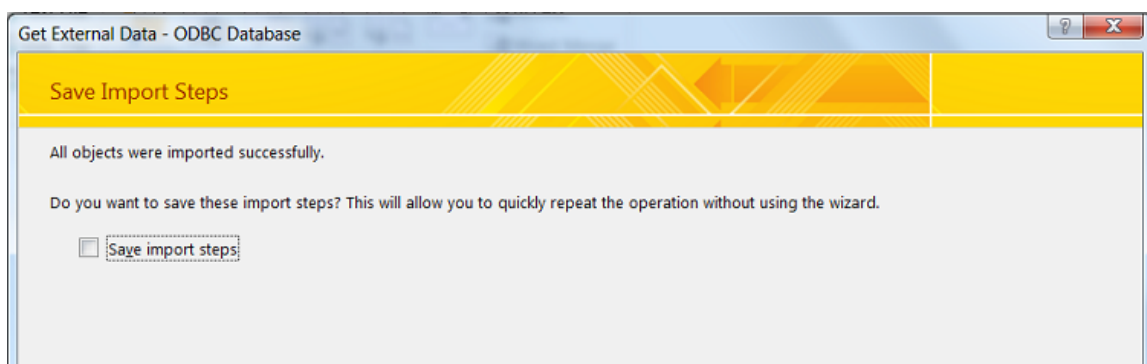 Get External Data - ODBC Database
Save Import Steps
All objects were imported successfully.
Do you want to save these import steps? This will allow you to quickly repeat the operation without using the wizard.
Save import steps